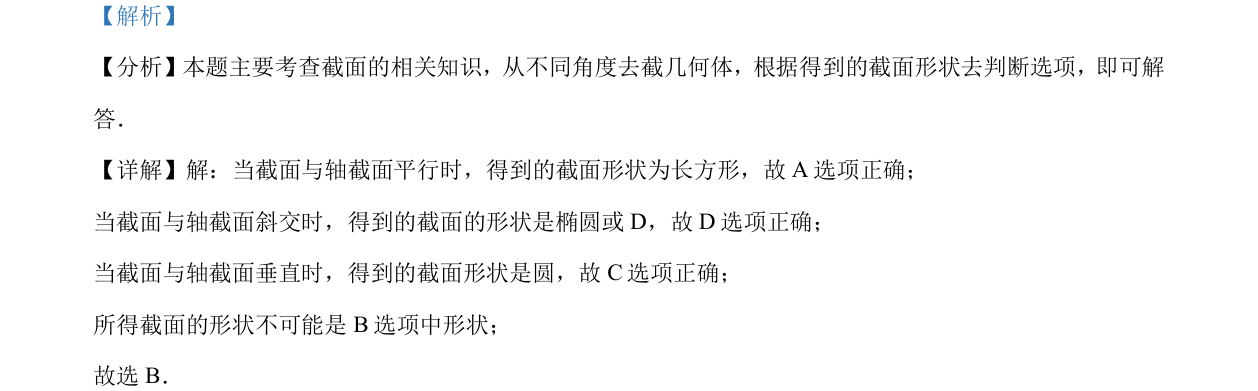 【解析】
【分析】本题主要考查截面的相关知识，从不同角度去截几何体，根据得到的截面形状去判断选项，即可解
答．
【详解】解：当截面与轴截面平行时，得到的截面形状为长方形，故 A 选项正确；
当截面与轴截面斜交时，得到的截面的形状是椭圆或 D，故 D 选项正确；
当截面与轴截面垂直时，得到的截面形状是圆，故 C 选项正确；
所得截面的形状不可能是 B 选项中形状；
故选 B．